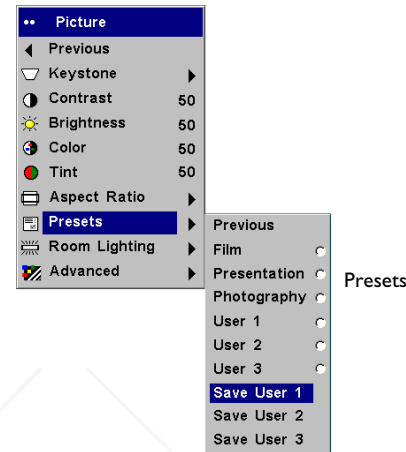 Picture
Previous
Keystone
Contrast 50
Brightness 50
Color 50
Tint 50
Aspect Ratio
Presets
Room Lighting
Advanced
Previous
Film
Presentation
Photography
User 1
User 2
User 3
Save User 1
Save User 2
Save User 3
Presets